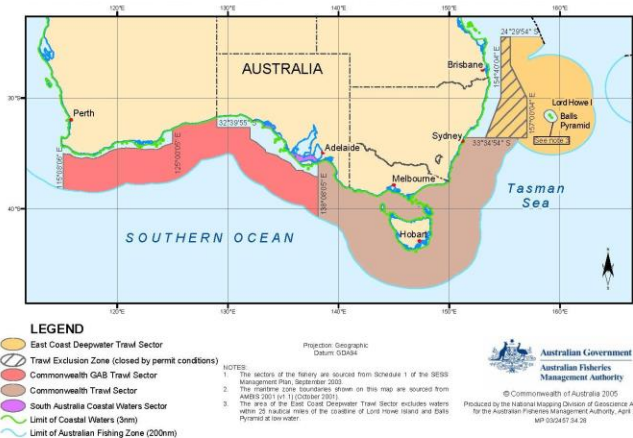 120°E 130°E 140°E 150°E 160°E
24°29'54" S
Brisbane
AUSTRALIA
154°40'04" E
30°S
Lord Howe I
Perth
32°39'55" S
157°00'04" E
Balls
Pyramid
Sydney
Adelaide
33°34'54" S
See note 3
125°00'05" E
115°08'06" E
Melbourne
138°08'05" E
Tasman
Sea
40°S
SOUTHERN OCEAN
Hobart
120°E 130°E 140°E 150°E 160°E
LEGEND
East Coast Deepwater Trawl Sector
Trawl Exclusion Zone (closed by permit conditions)
Commonwealth GAB Trawl Sector
Commonwealth Trawl Sector
South Australia Coastal Waters Sector
Limit of Coastal Waters (3nm)
Limit of Australian Fishing Zone (200nm)
Projection: Geographic
Datum: GDA94
NOTES:
1. The sectors of the fishery are sourced from Schedule 1 of the SESS
Management Plan, September 2003.
2. The maritime zone boundaries shown on this map are sourced from
AMBIS 2001 (v1.1) (October 2001).
3. The area of the East Coast Deepwater Trawl Sector excludes waters
within 25 nautical miles of the coastline of Lord Howe Island and Balls
Pyramid at low water.
Australian Government
Australian Fisheries
Management Authority
© Commonwealth of Australia 2005
Produced by the National Mapping Division of Geoscience A
for the Australian Fisheries Management Authority, April
MP 03/2457.34.28